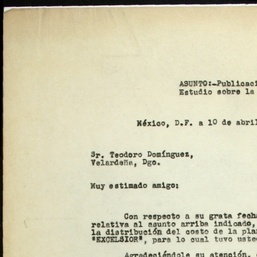 ASUNTO:-Publicaci
Estudio sobre la
México, D.F. a 10 de abril
Sr. Teodoro Domínguez,
Velardeña, Dgo.
Muy estimado amigo:
Con respecto a su grata fecha
relativa al asunto arriba indicado,
la distribución del costo de la pla
"EXCELSIOR", para lo cual tuvo uste
Agradeciéndole su atención,